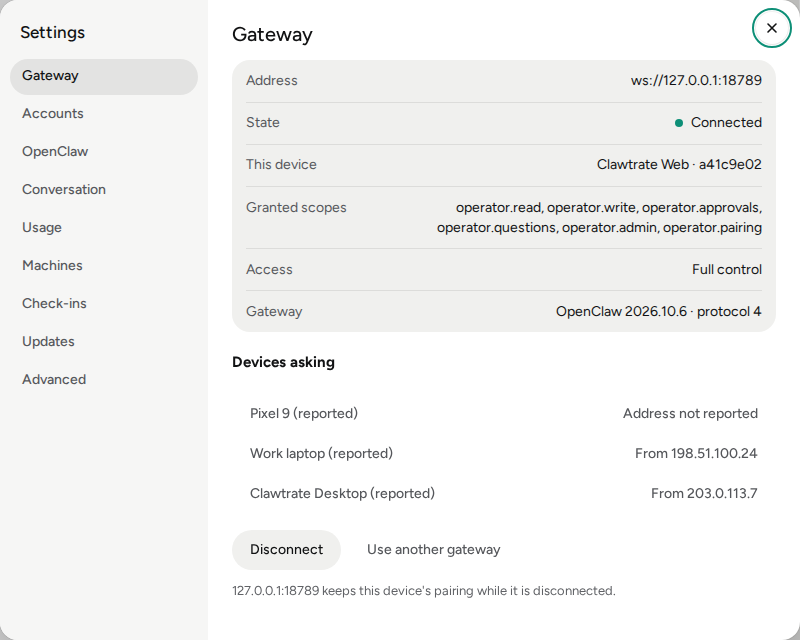 Settings
Gateway
Accounts
OpenClaw
Conversation
Usage
Machines
Check-ins
Updates
Advanced
Gateway
Address ws://127.0.0.1:18789
State Connected
This device Clawtrate Web · a41c9e02
Granted scopes operator.read, operator.write, operator.approvals,
operator.questions, operator.admin, operator.pairing
Access Full control
Gateway OpenClaw 2026.10.6 · protocol 4
Devices asking
Pixel 9 (reported) Address not reported
Work laptop (reported) From 198.51.100.24
Clawtrate Desktop (reported) From 203.0.113.7
Disconnect Use another gateway
127.0.0.1:18789 keeps this device's pairing while it is disconnected.